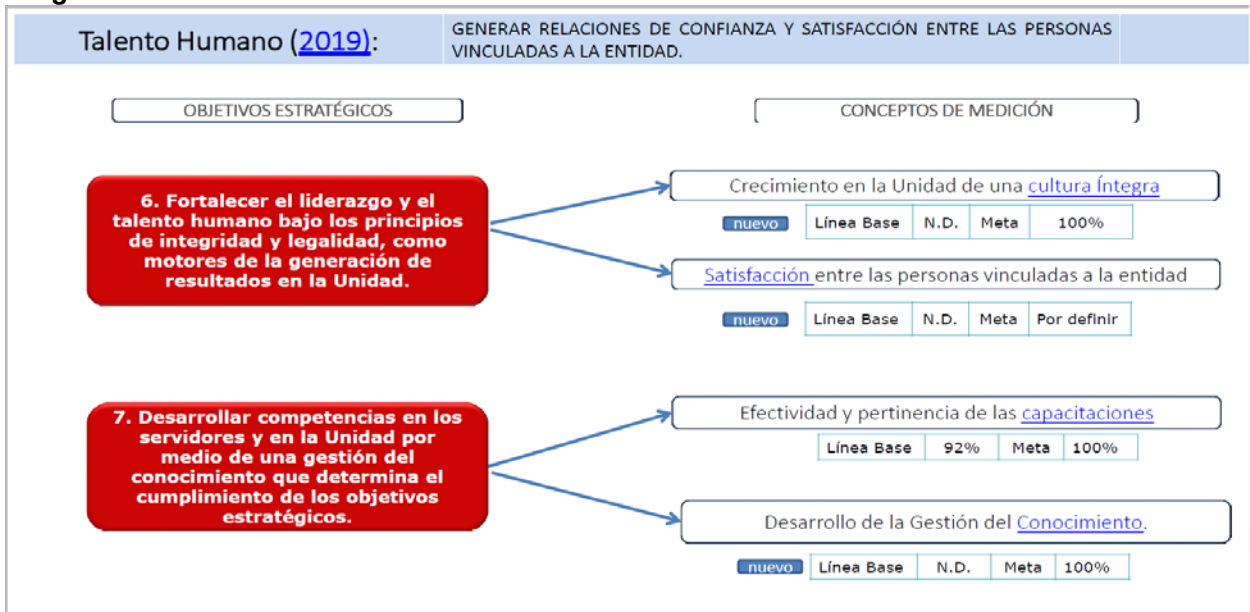 Talento Humano (2019):
GENERAR RELACIONES DE CONFIANZA Y SATISFACCIÓN ENTRE LAS PERSONAS
VINCULADAS A LA ENTIDAD.
OBJETIVOS ESTRATÉGICOS
CONCEPTOS DE MEDICIÓN
6. Fortalecer el liderazgo y el
talento humano bajo los principios
de integridad y legalidad, como
motores de la generación de
resultados en la Unidad.
Crecimiento en la Unidad de una cultura Íntegra
nuevo Línea Base N.D. Meta 100%
Satisfacción entre las personas vinculadas a la entidad
nuevo Línea Base N.D. Meta Por definir
7. Desarrollar competencias en los
servidores y en la Unidad por
medio de una gestión del
conocimiento que determina el
cumplimiento de los objetivos
estratégicos.
Efectividad y pertinencia de las capacitaciones
Línea Base 92% Meta 100%
Desarrollo de la Gestión del Conocimiento.
nuevo Línea Base N.D. Meta 100%